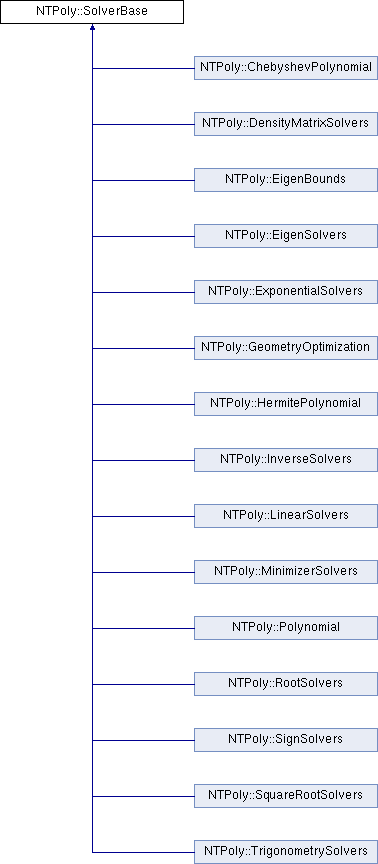 NTPoly::SolverBase
NTPoly::ChebyshevPolynomial
NTPoly::DensityMatrixSolvers
NTPoly::EigenBounds
NTPoly::EigenSolvers
NTPoly::ExponentialSolvers
NTPoly::GeometryOptimization
NTPoly::HermitePolynomial
NTPoly::InverseSolvers
NTPoly::LinearSolvers
NTPoly::MinimizerSolvers
NTPoly::Polynomial
NTPoly::RootSolvers
NTPoly::SignSolvers
NTPoly::SquareRootSolvers
NTPoly::TrigonometrySolvers